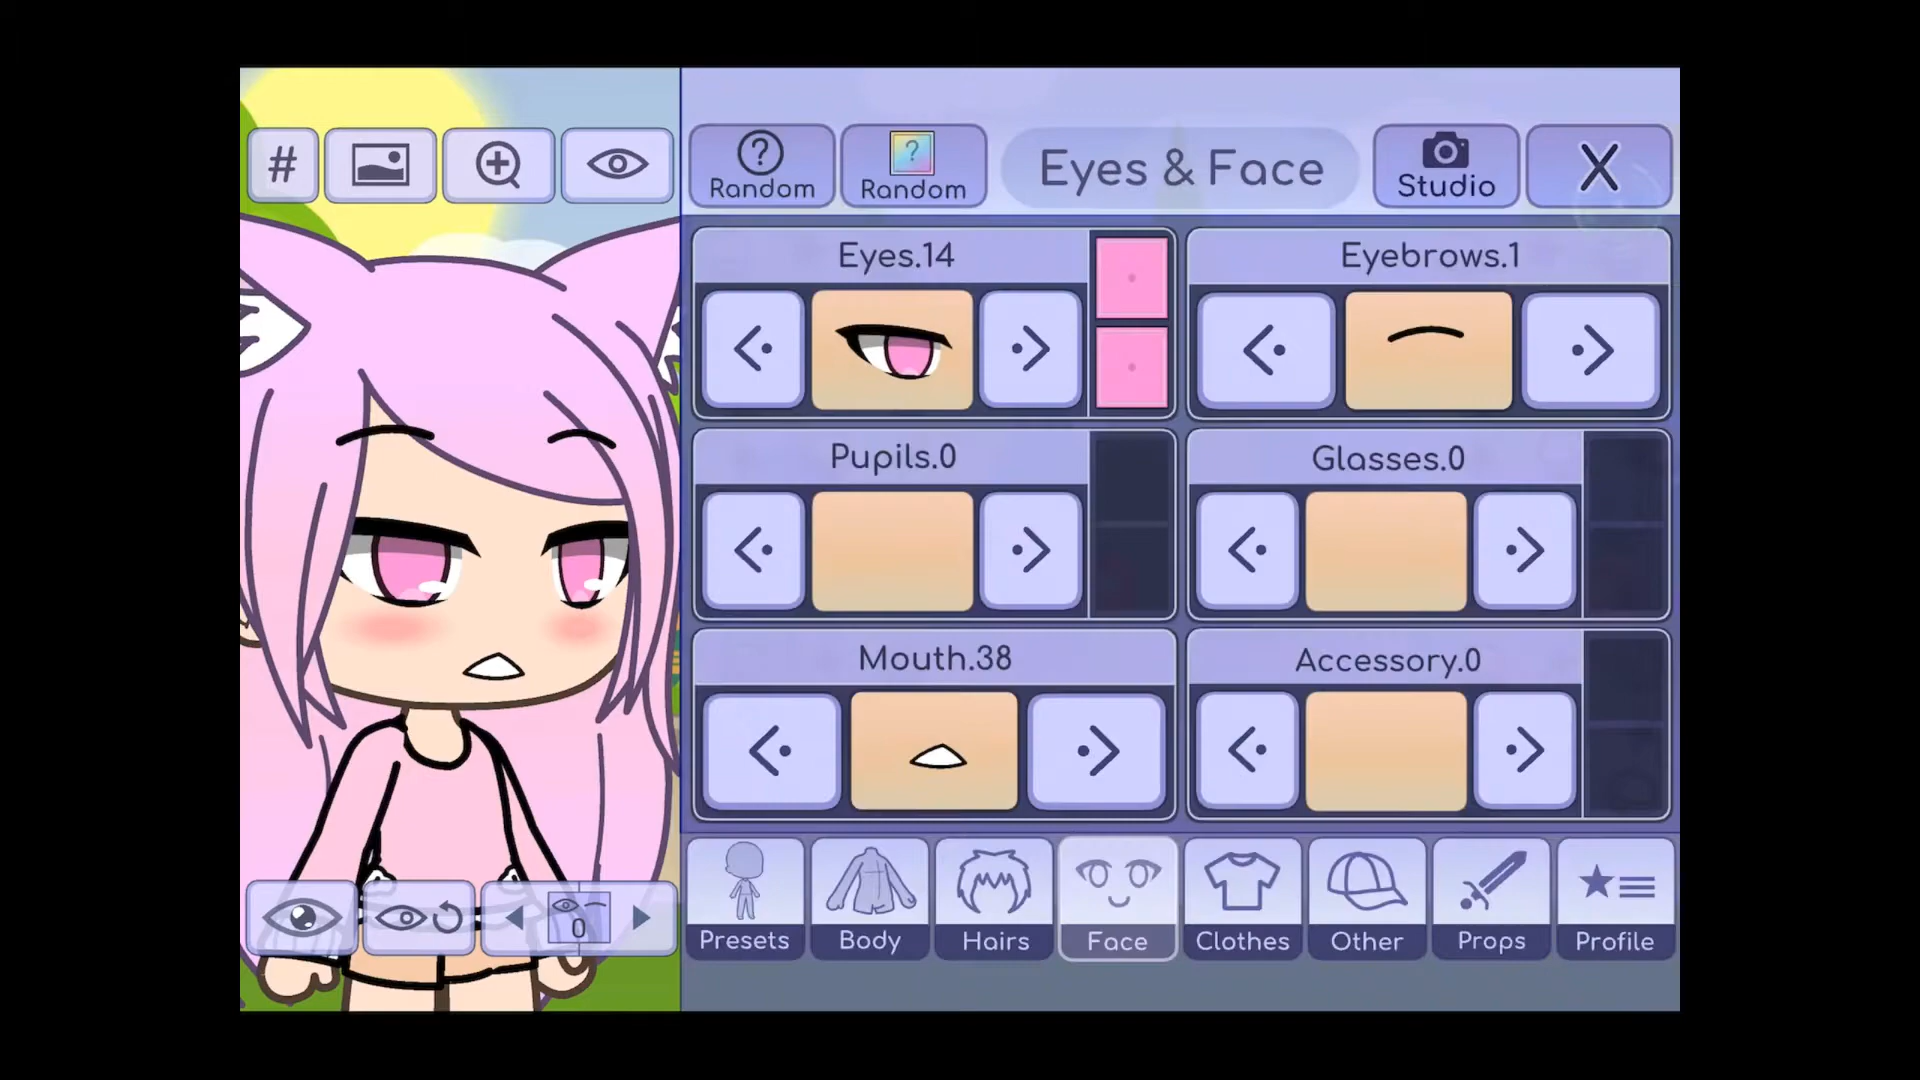 #
?
Random
?
Random
Eyes & Face
Studio
X
Eyes.14
Eyebrows.1
Pupils.0
Glasses.0
Mouth.38
Accessory.0
0
Presets
Body
Hairs
Face
Clothes
Other
Props
Profile